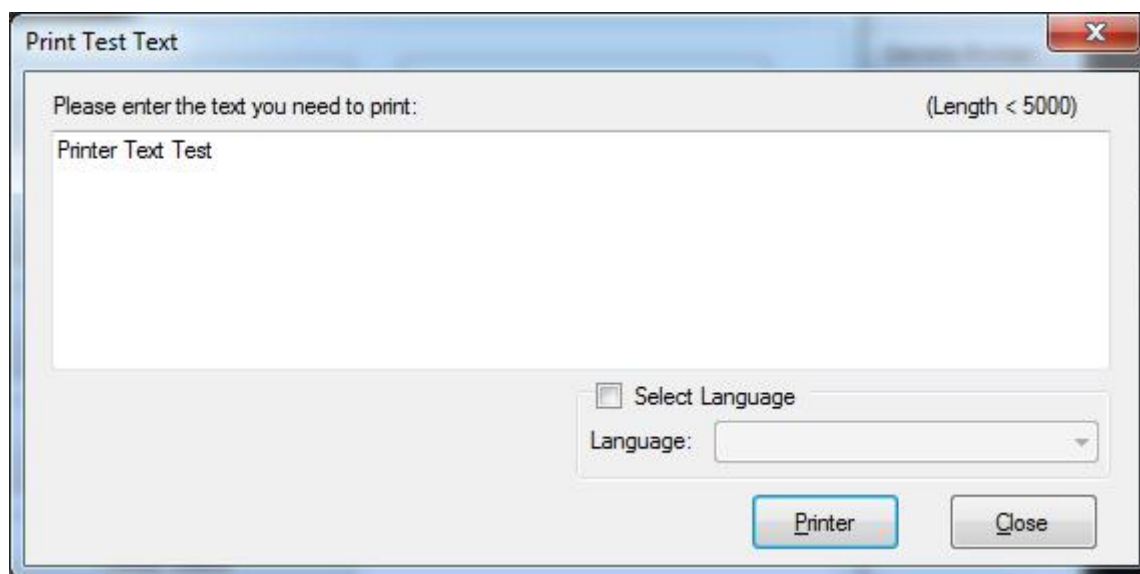 Print Test Text
Please enter the text you need to print: (Length < 5000)
Printer Text Test
Select Language
Language:
Printer Close